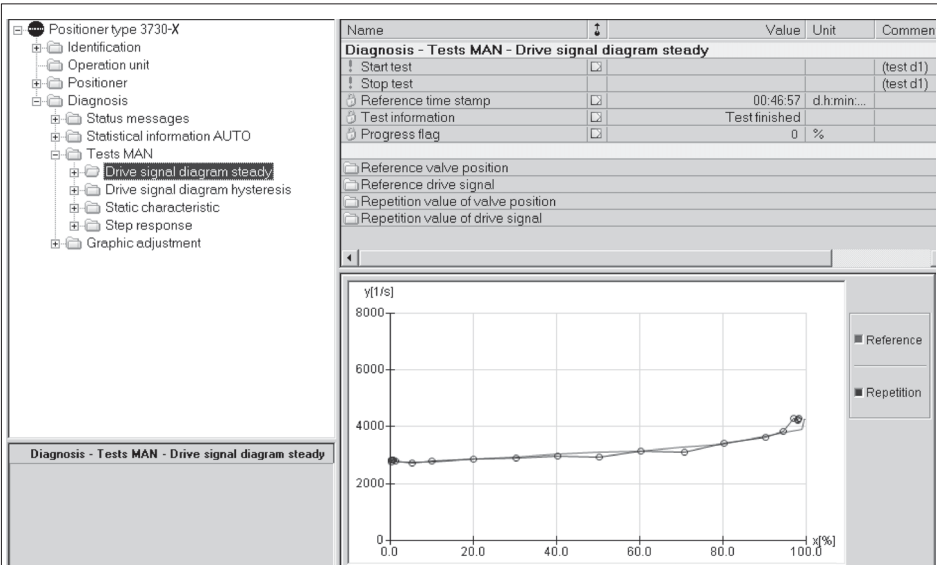 Positioner type 3730-X
Identification
Operation unit
Positioner
Diagnosis
Status messages
Statistical information AUTO
Tests MAN
Drive signal diagram steady
Drive signal diagram hysteresis
Static characteristic
Step response
Graphic adjustment
Diagnosis - Tests MAN - Drive signal diagram steady
Name Value Unit Commen
Diagnosis - Tests MAN - Drive signal diagram steady
! Start test (test d1)
! Stop test (test d1)
Reference time stamp 00:46:57 d.h:min:...
Test information Test finished
Progress flag 0 %
Reference valve position
Reference drive signal
Repetition value of valve position
Repetition value of drive signal
y[1/s]
8000
6000
4000
2000
0
0.0 20.0 40.0 60.0 80.0 100.0 x[%]
Reference
Repetition